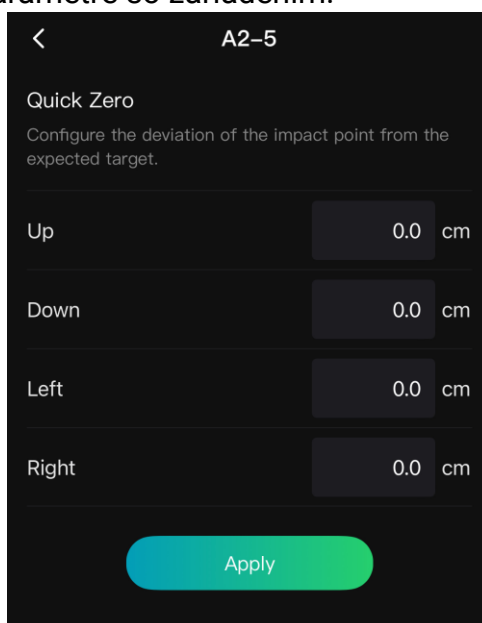 A2-5
Quick Zero
Configure the deviation of the impact point from the
expected target.
Up 0.0 cm
Down 0.0 cm
Left 0.0 cm
Right 0.0 cm
Apply